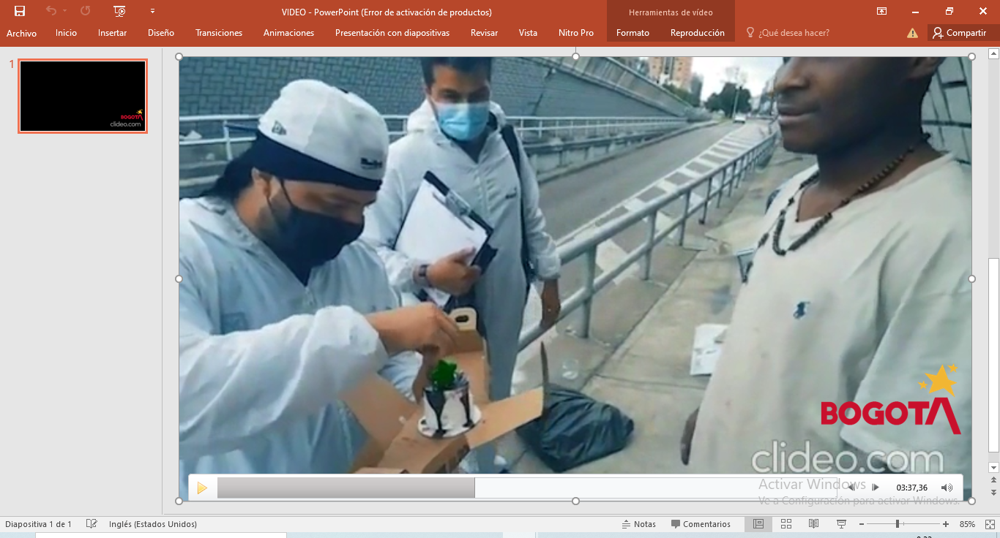 VIDEO - PowerPoint (Error de activación de productos)
Herramientas de vídeo
Archivo Inicio Insertar Diseño Transiciones Animaciones Presentación con diapositivas Revisar Vista Nitro Pro Formato Reproducción ¿Qué desea hacer? Compartir
1
BOGOTA
clideo.com
BOGOTA
clideo.com
Activar Windows
Ve a Configuración para activar Windows.
03:37,36
Diapositiva 1 de 1 Inglés (Estados Unidos) Notas Comentarios 85%